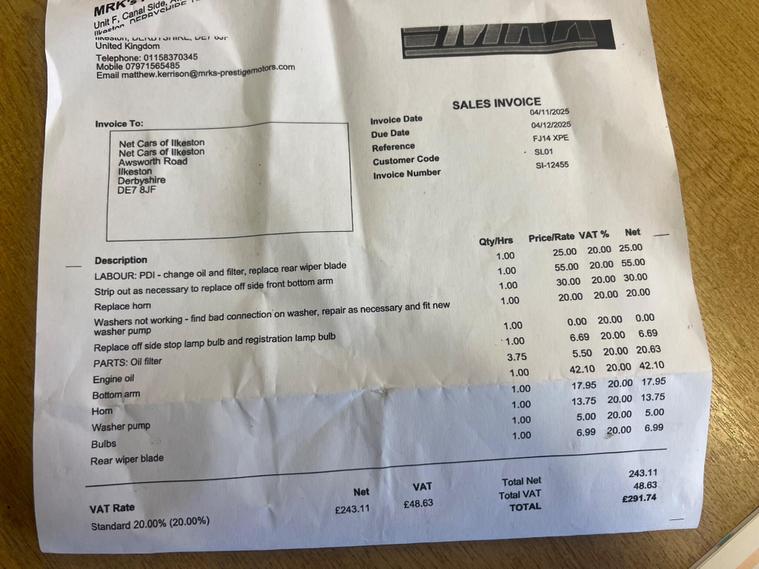 MRK's
Unit F, Canal Side,
Ilkeston, DERBYSHIRE,
United Kingdom
Telephone: 01158370345
Mobile 07971565485
Email matthew.kerrison@mrks-prestigemotors.com
MRK
SALES INVOICE
Invoice To:
Net Cars of Ilkeston
Net Cars of Ilkeston
Awsworth Road
Ilkeston
Derbyshire
DE7 8JF
Invoice Date 04/11/2025
Due Date 04/12/2025
Reference FJ14 XPE
Customer Code SL01
Invoice Number SI-12455
Description Qty/Hrs Price/Rate VAT % Net
LABOUR: PDI - change oil and filter, replace rear wiper blade 1.00 25.00 20.00 25.00
Strip out as necessary to replace off side front bottom arm 1.00 55.00 20.00 55.00
Replace horn 1.00 30.00 20.00 30.00
Washers not working - find bad connection on washer, repair as necessary and fit new 1.00 20.00 20.00 20.00
washer pump
Replace off side stop lamp bulb and registration lamp bulb 1.00 0.00 20.00 0.00
PARTS: Oil filter 1.00 6.69 20.00 6.69
Engine oil 3.75 5.50 20.00 20.63
Bottom arm 1.00 42.10 20.00 42.10
Horn 1.00 17.95 20.00 17.95
Washer pump 1.00 13.75 20.00 13.75
Bulbs 1.00 5.00 20.00 5.00
Rear wiper blade 1.00 6.99 20.00 6.99
VAT Rate Net VAT
Standard 20.00% (20.00%) £243.11 £48.63
Total Net 243.11
Total VAT 48.63
TOTAL £291.74